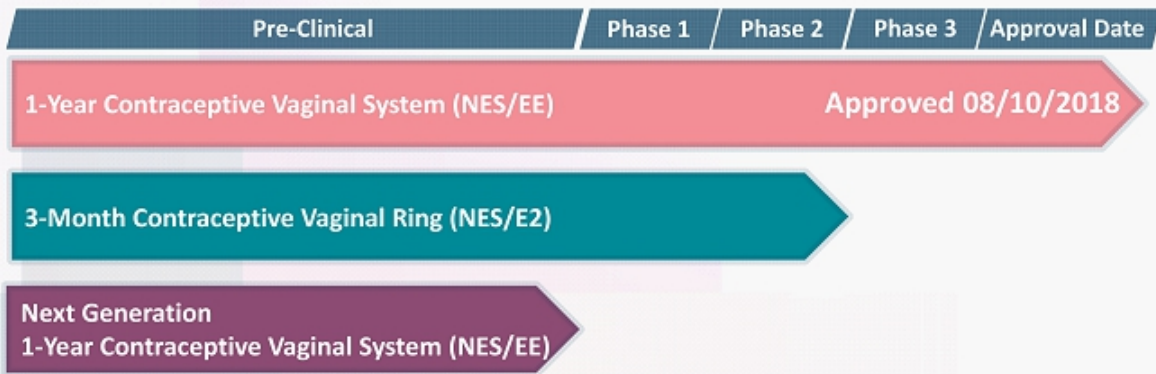 Pre-Clinical Phase 1 Phase 2 Phase 3 Approval Date
1-Year Contraceptive Vaginal System (NES/EE) Approved 08/10/2018
3-Month Contraceptive Vaginal Ring (NES/E2)
Next Generation
1-Year Contraceptive Vaginal System (NES/EE)